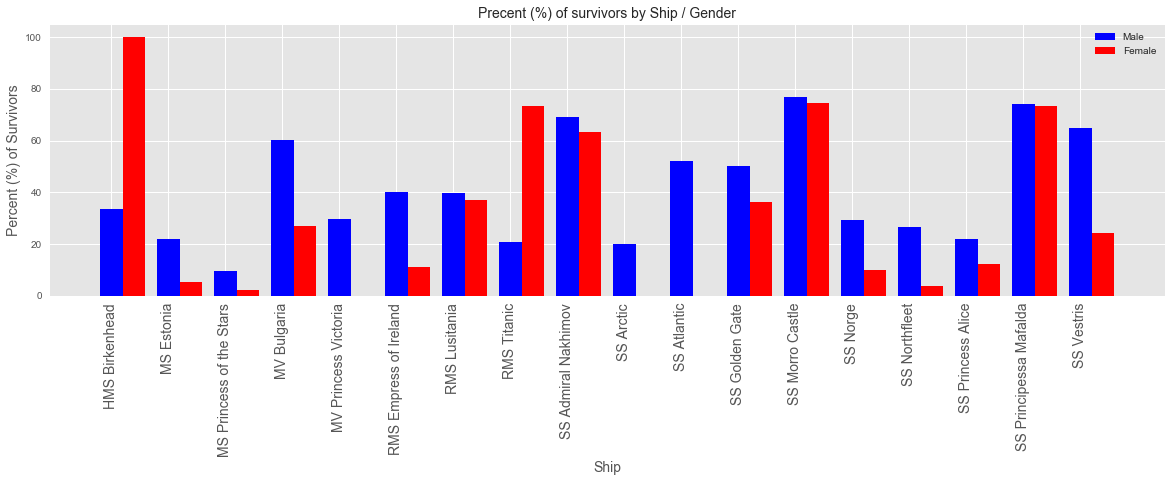 Precent (%) of survivors by Ship / Gender
Male
Female
Percent (%) of Survivors
100
80
60
40
20
0
HMS Birkenhead
MS Estonia
MS Princess of the Stars
MV Bulgaria
MV Princess Victoria
RMS Empress of Ireland
RMS Lusitania
RMS Titanic
SS Admiral Nakhimov
SS Arctic
SS Atlantic
SS Golden Gate
SS Morro Castle
SS Norge
SS Northfleet
SS Princess Alice
SS Principessa Mafalda
SS Vestris
Ship